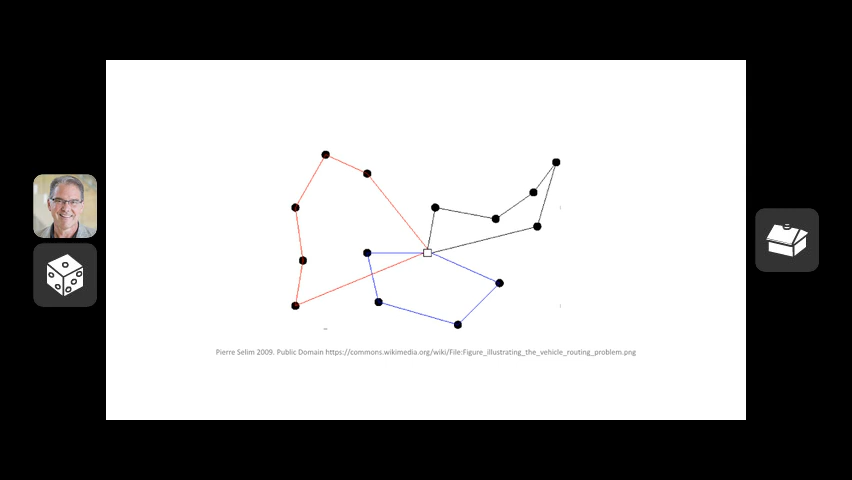 Pierre Selim 2009. Public Domain https://commons.wikimedia.org/wiki/File:Figure_illustrating_the_vehicle_routing_problem.png